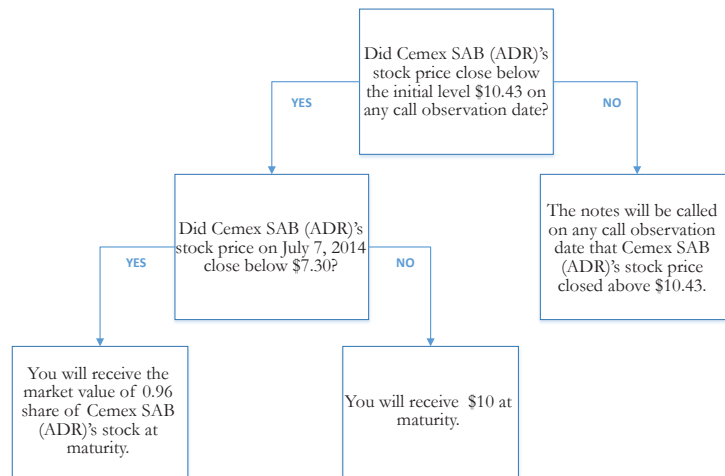 Did Cemex SAB (ADR)'s
stock price close below
the initial level $10.43 on
any call observation date?
YES
NO
Did Cemex SAB (ADR)'s
stock price on July 7, 2014
close below $7.30?
The notes will be called
on any call observation
date that Cemex SAB
(ADR)'s stock price
closed above $10.43.
YES
NO
You will receive the
market value of 0.96
share of Cemex SAB
(ADR)'s stock at
maturity.
You will receive $10 at
maturity.